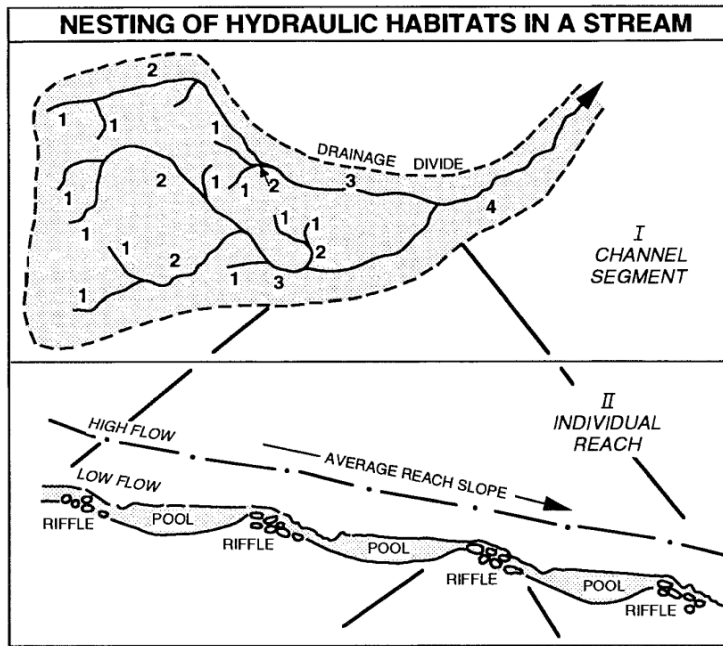 NESTING OF HYDRAULIC HABITATS IN A STREAM
2
1
1
1
1
DRAINAGE DIVIDE
1
2
1
1
2
3
1
1
1
4
1
2
2
1
3
1
I
CHANNEL
SEGMENT
II
INDIVIDUAL
REACH
HIGH FLOW
AVERAGE REACH SLOPE
LOW FLOW
RIFFLE
POOL
RIFFLE
POOL
RIFFLE
POOL
RIFFLE